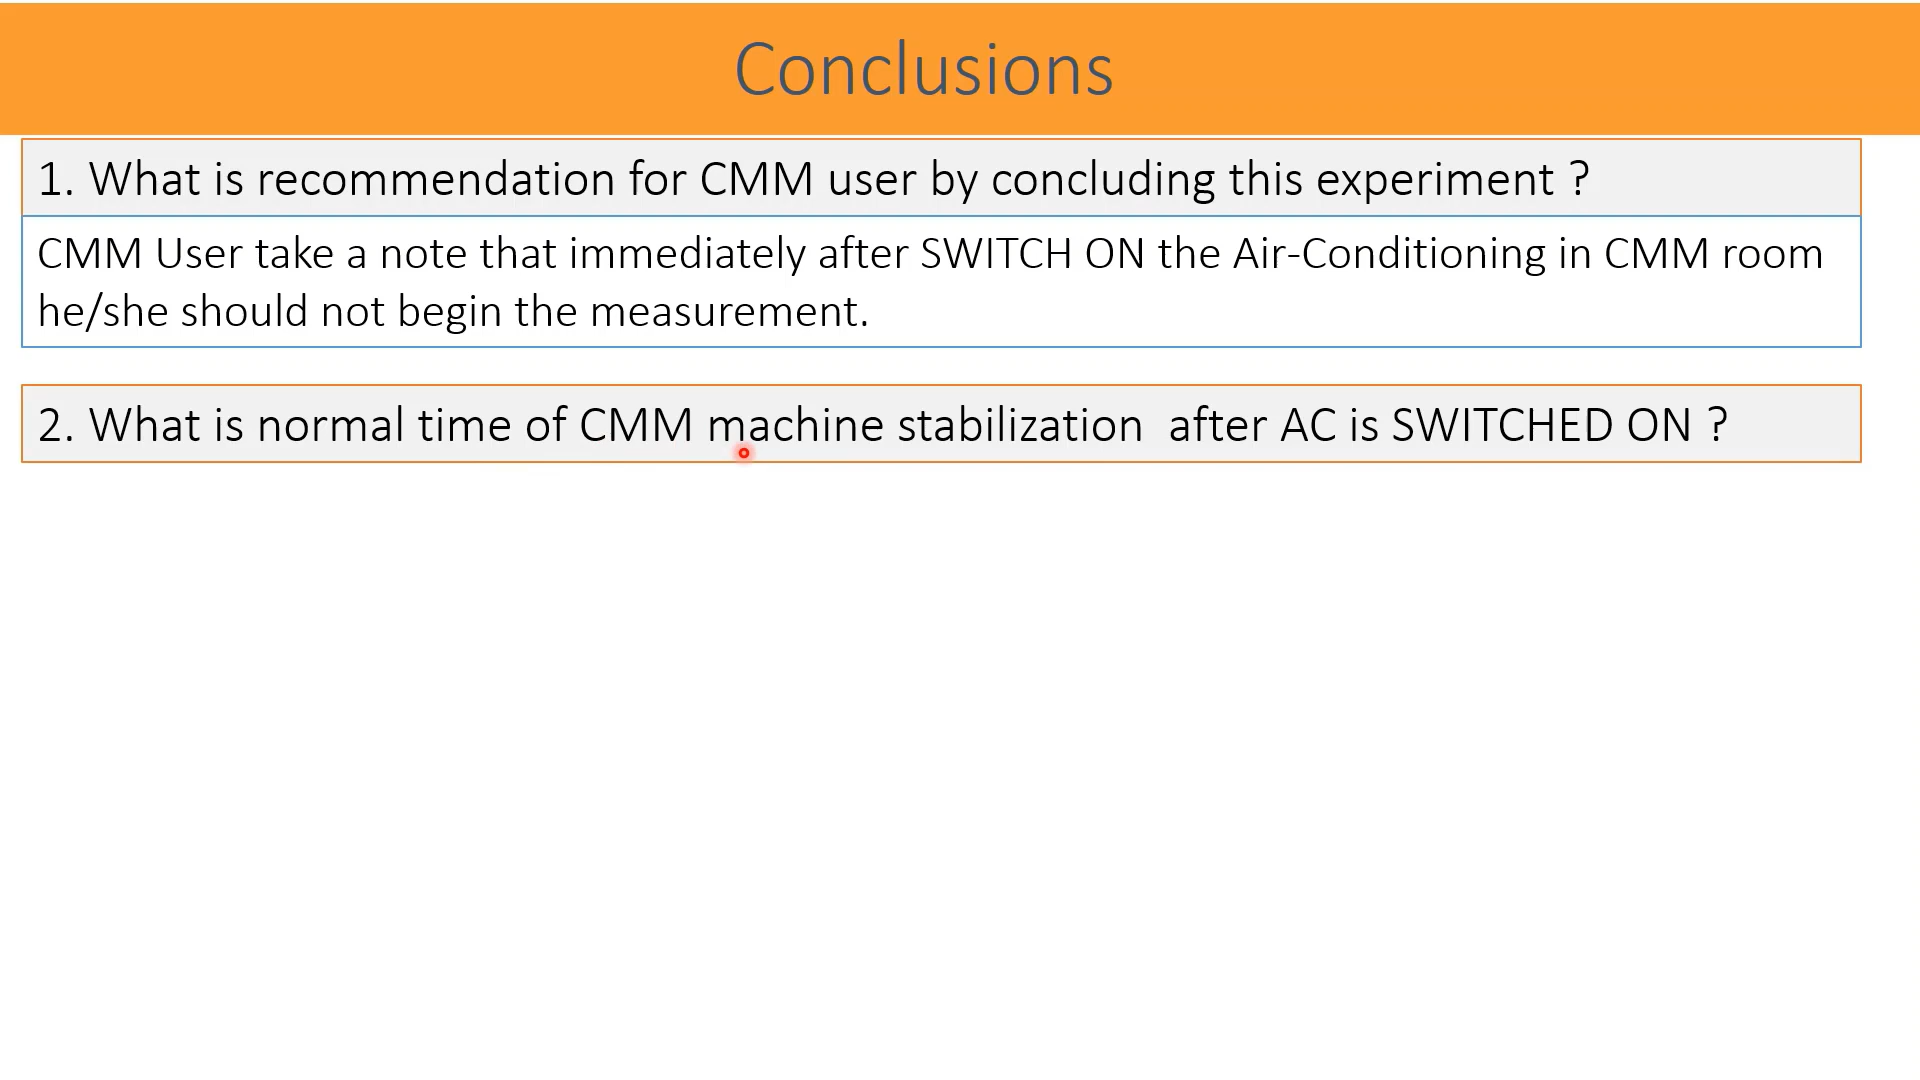 Conclusions
1. What is recommendation for CMM user by concluding this experiment ?
CMM User take a note that immediately after SWITCH ON the Air-Conditioning in CMM room
he/she should not begin the measurement.
2. What is normal time of CMM machine stabilization  after AC is SWITCHED ON ?